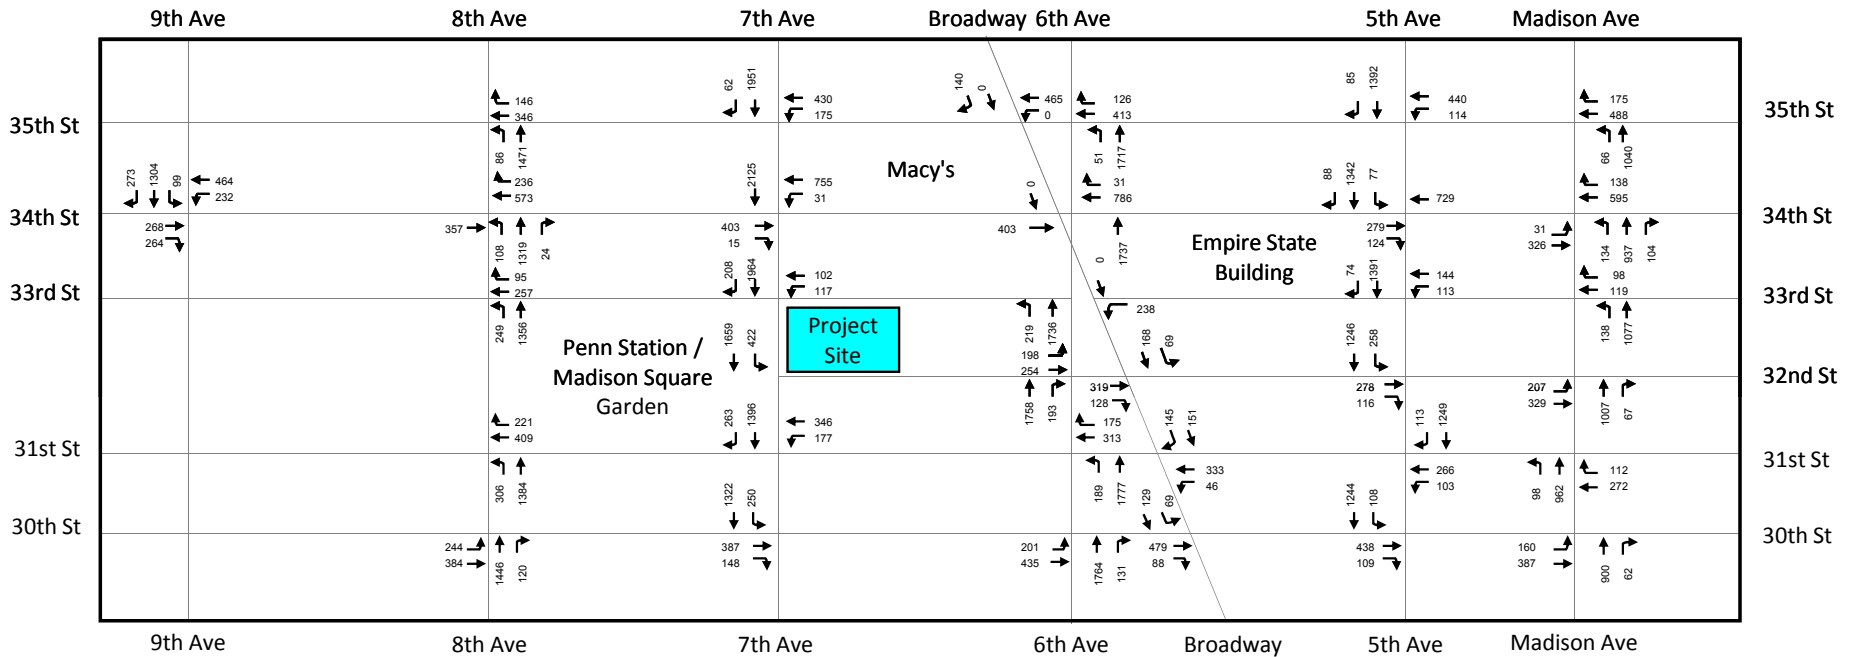 9th Ave 8th Ave 7th Ave Broadway 6th Ave 5th Ave Madison Ave
62 1951 140 0 85 1392
430 465 126 440 175
146
175 0 413 114 488
346
35th St 35th St
86 1471 51 1717 66 1040
Macy's
273 1304 99 464 236 2125 755 0 31 88 1342 77 138
232 573 31 786 729 595
34th St 34th St
268 357 403 403 279 31
264 15 124 326
108 1319 24 1737 134 937 104
Empire State
Building
95 208 1964 102 0 74 1391 144 98
257 117 113 119
33rd St 33rd St
238
249 1356 219 1736 138 1077
Project
Site
1659 422 168 69 1246 258
Penn Station /
Madison Square
Garden
198
254
32nd St
319 278 207
128 116 329
1758 193 1007 67
221 263 1396 346 175 145 151 113 1249
409 177 313
31st St 31st St
333 266 112
46 103 272
306 1384 1322 250 189 1777 129 69 1244 108 98 962
30th St 30th St
244 387 201 479 438 160
384 148 435 88 109 387
1446 120 1764 131 900 62
9th Ave 8th Ave 7th Ave 6th Ave Broadway 5th Ave Madison Ave